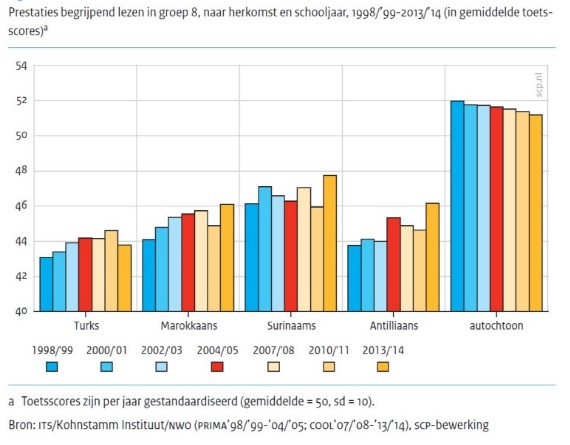 Prestaties begrijpend lezen in groep 8, naar herkomst en schooljaar, 1998/'99-2013/'14 (in gemiddelde toets-
scores)a
54
52
50
48
46
44
42
40
scp.nl
Turks Marokkaans Surinaams Antilliaans autochtoon
1998/99 2000/01 2002/03 2004/05 2007/08 2010/11 2013/14
a Toetsscores zijn per jaar gestandaardiseerd (gemiddelde = 50, sd = 10).
Bron: ITS/Kohnstamm Instituut/NWO (PRIMA'98/'99-'04/'05; COOL'07/'08-'13/'14), SCP-bewerking